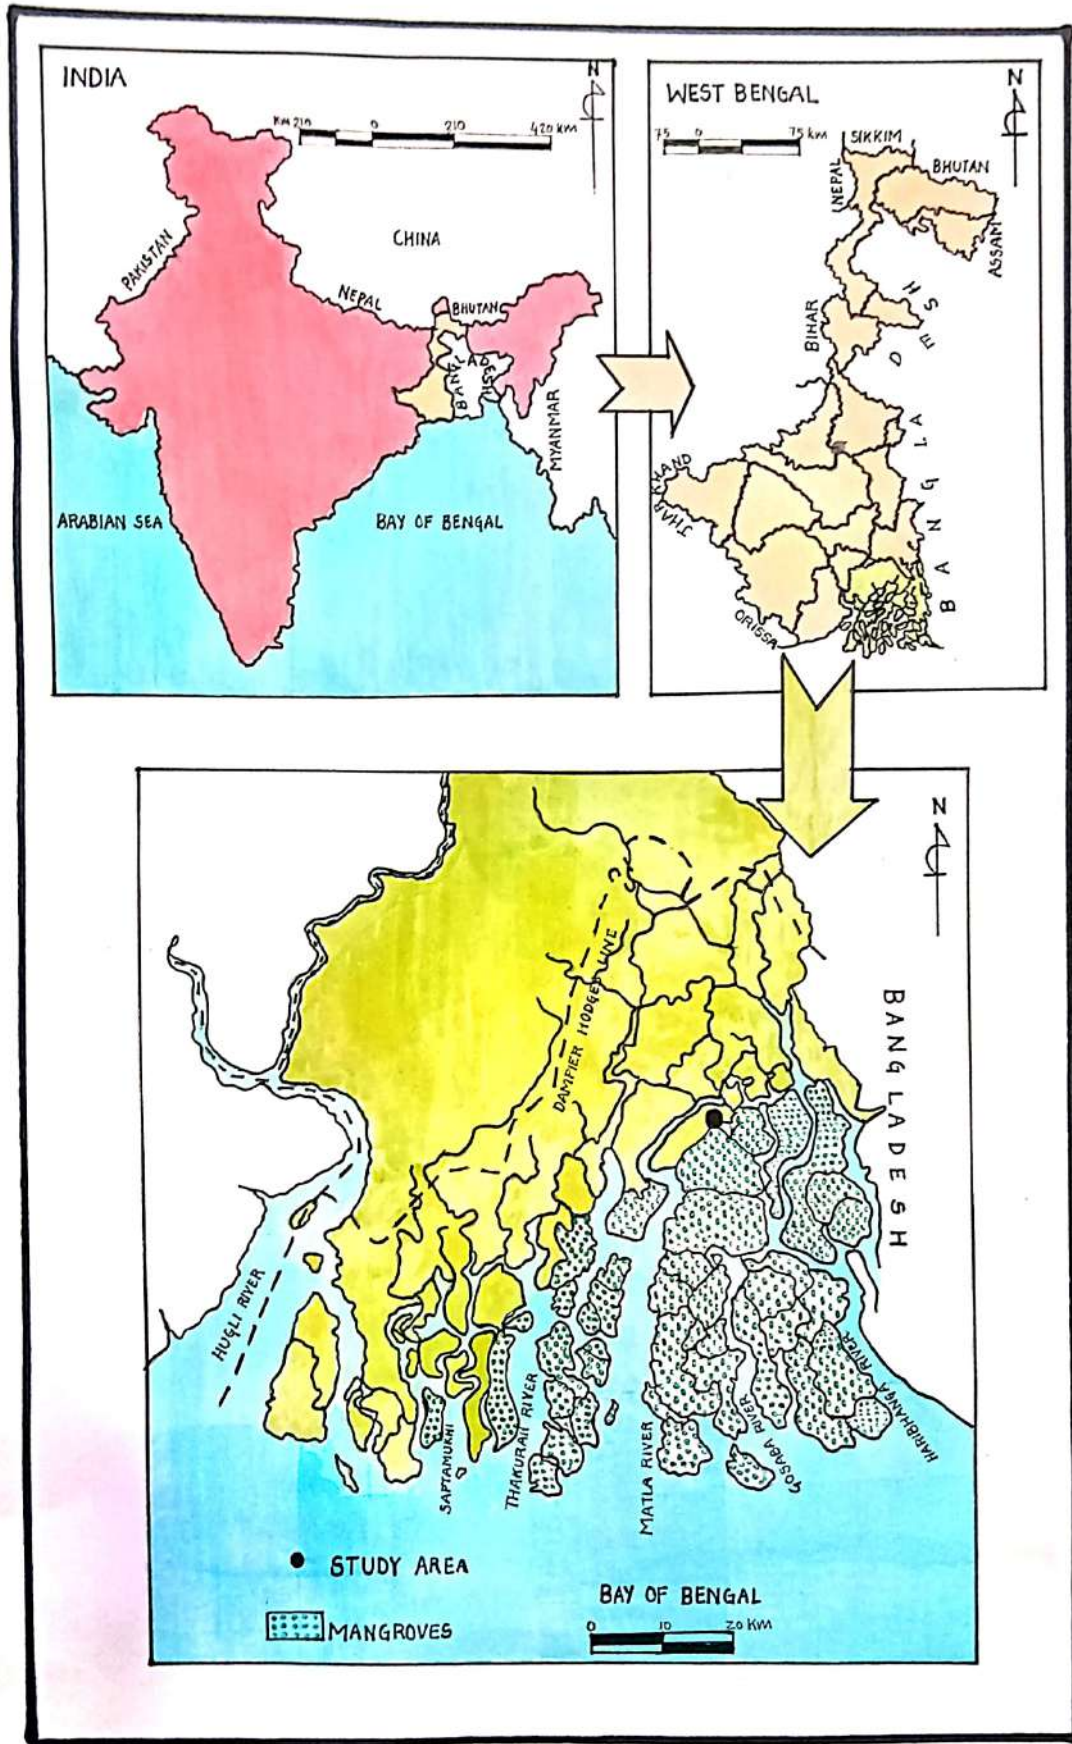 INDIA
N
KM 210 0 210 420 KM
CHINA
PAKISTAN
NEPAL
BHUTAN
BANGLADESH
MYANMAR
ARABIAN SEA
BAY OF BENGAL
WEST BENGAL
N
75 0 75 KM
SIKKIM
NEPAL
BHUTAN
ASSAM
BIHAR
BANGLADESH
JHARKHAND
ORISSA
N
DAMPIER HODGES LINE
BANGLADESH
HUGLI RIVER
SAPTAMUKHI
THAKURAII RIVER
MATLA RIVER
GOSABA RIVER
HARIBHANGA RIVER
STUDY AREA
MANGROVES
BAY OF BENGAL
0 10 20 KM